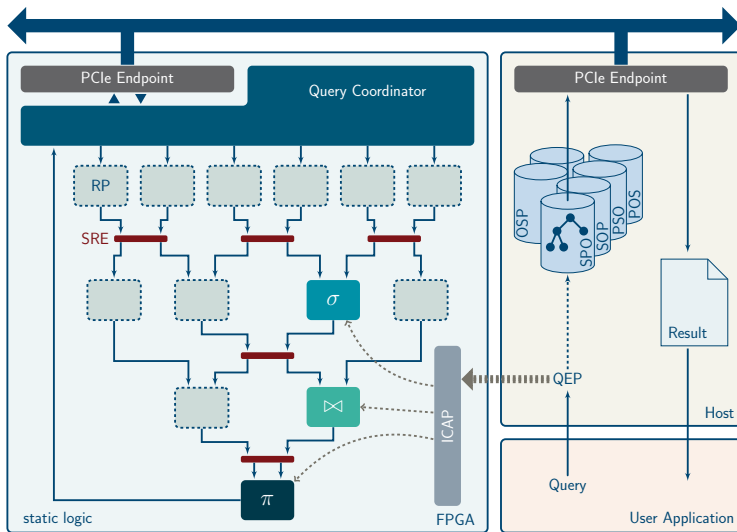 PCIe Endpoint
PCIe Endpoint
Query Coordinator
RP
SRE
OSP
SPO
SOP
PSO
POS
σ
Result
QEP
ICAP
⋈
Host
π
Query
static logic
FPGA
User Application